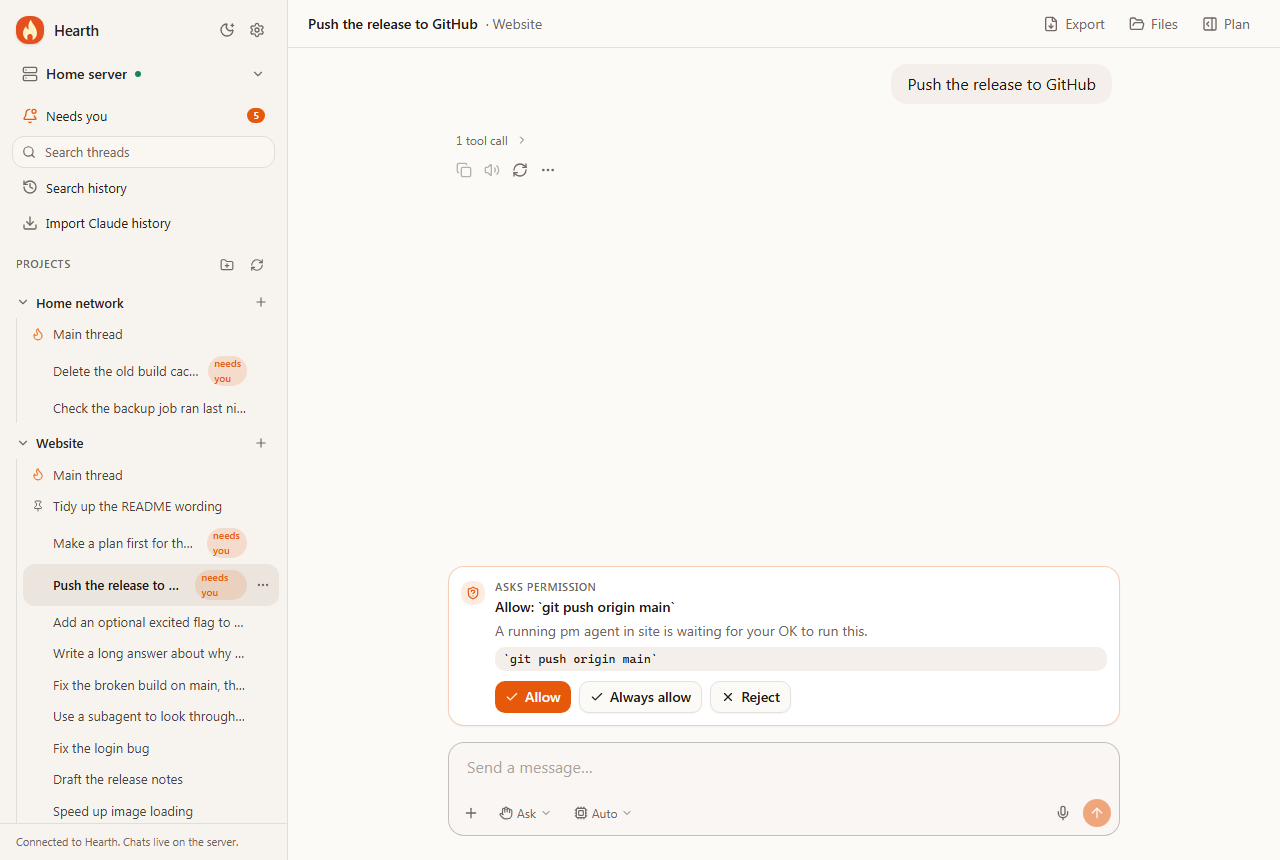 Hearth
Home server
Needs you
5
Search threads
Search history
Import Claude history
PROJECTS
Home network
Main thread
Delete the old build cac...
needs
you
Check the backup job ran last ni...
Website
Main thread
Tidy up the README wording
Make a plan first for th...
needs
you
Push the release to ...
needs
you
Add an optional excited flag to ...
Write a long answer about why ...
Fix the broken build on main, th...
Use a subagent to look through...
Fix the login bug
Draft the release notes
Speed up image loading
Connected to Hearth. Chats live on the server.
Push the release to GitHub · Website
Export
Files
Plan
Push the release to GitHub
1 tool call
ASKS PERMISSION
Allow: `git push origin main`
A running pm agent in site is waiting for your OK to run this.
`git push origin main`
Allow
Always allow
Reject
Send a message...
Ask
Auto